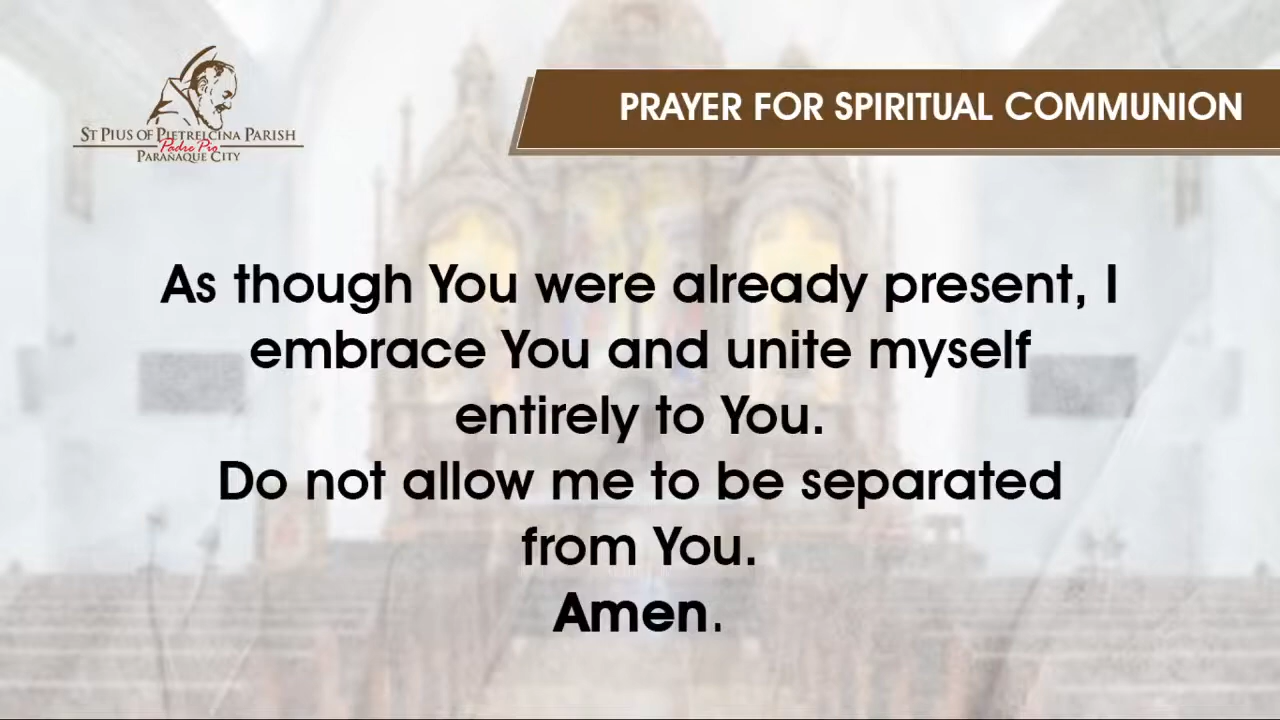 ST PIUS OF PIETRELCINA PARISH
Padre Pio
PARAÑAQUE CITY
PRAYER FOR SPIRITUAL COMMUNION
As though You were already present, I
embrace You and unite myself
entirely to You.
Do not allow me to be separated
from You.
Amen.